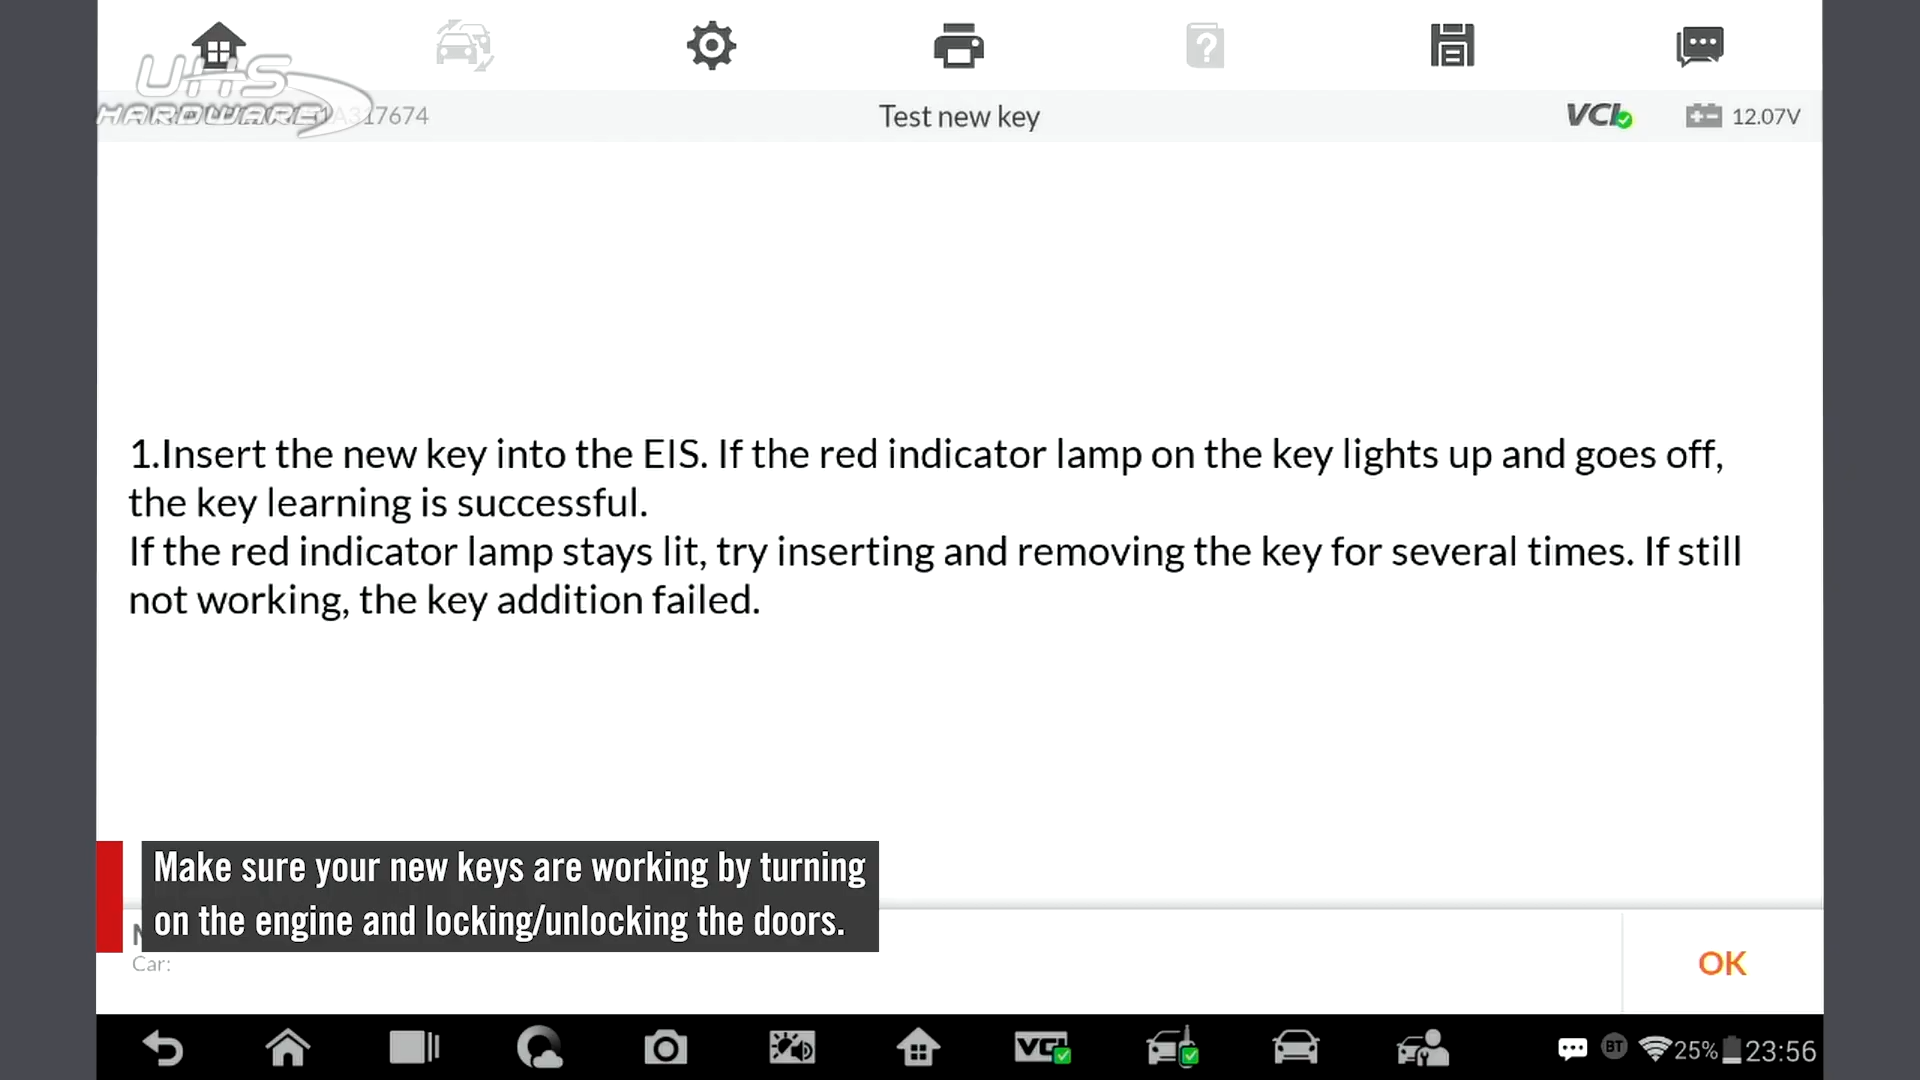 UHS
HARDWARE
17674
Test new key
VCI
12.07V
1.Insert the new key into the EIS. If the red indicator lamp on the key lights up and goes off,
the key learning is successful.
If the red indicator lamp stays lit, try inserting and removing the key for several times. If still
not working, the key addition failed.
Make sure your new keys are working by turning
on the engine and locking/unlocking the doors.
Car:
OK
VCI
BT
25%
23:56